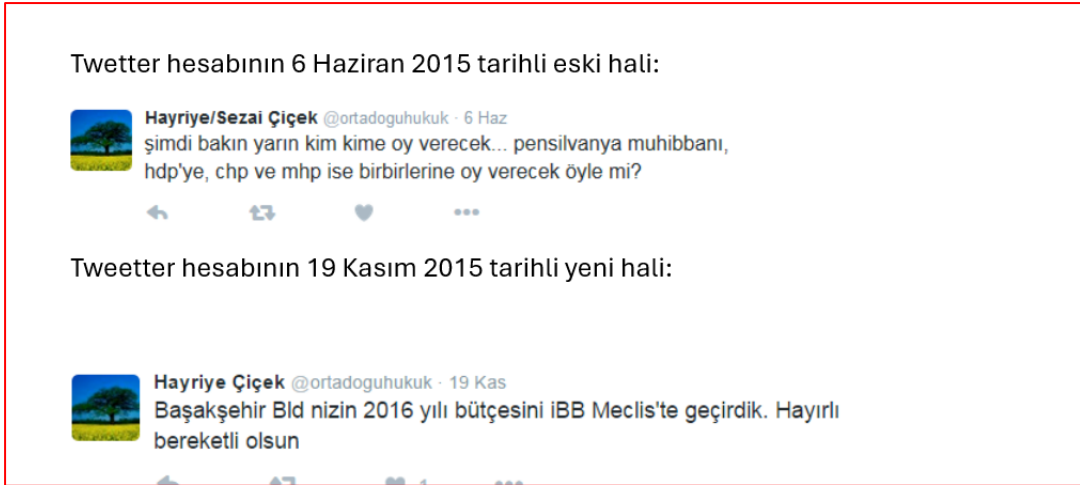 Twetter hesabının 6 Haziran 2015 tarihli eski hali:
Hayriye/Sezai Çiçek @ortadoguhukuk · 6 Haz
şimdi bakın yarın kim kime oy verecek... pensilvanya muhibbanı,
hdp'ye, chp ve mhp ise birbirlerine oy verecek öyle mi?
Tweetter hesabının 19 Kasım 2015 tarihli yeni hali:
Hayriye Çiçek @ortadoguhukuk · 19 Kas
Başakşehir Bld nizin 2016 yılı bütçesini iBB Meclis'te geçirdik. Hayırlı
bereketli olsun
1